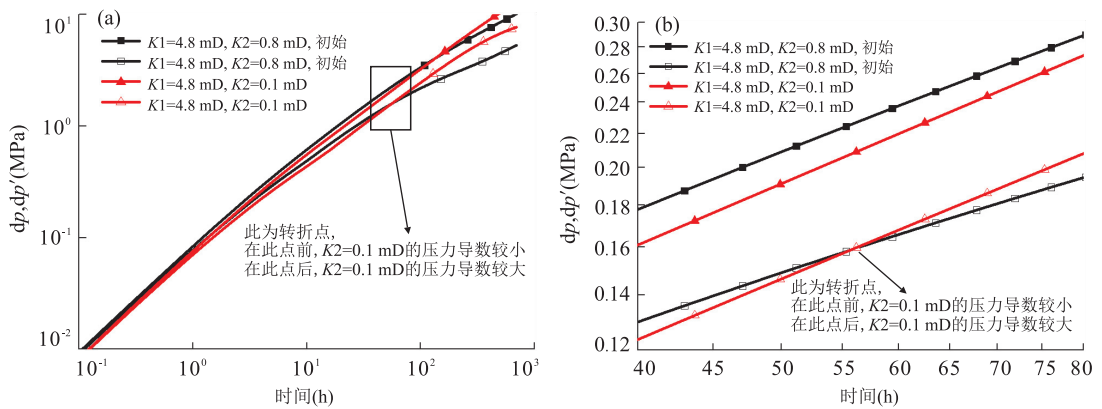 (a)
10¹
10⁰
10⁻¹
10⁻²
dp,dp′(MPa)
K1=4.8 mD, K2=0.8 mD, 初始
K1=4.8 mD, K2=0.8 mD, 初始
K1=4.8 mD, K2=0.1 mD
K1=4.8 mD, K2=0.1 mD
此为转折点,
在此点前, K2=0.1 mD的压力导数较小
在此点后, K2=0.1 mD的压力导数较大
10⁻¹ 10⁰ 10¹ 10² 10³
时间(h)
(b)
0.30
0.28
0.26
0.24
0.22
0.20
0.18
0.16
0.14
0.12
dp,dp′(MPa)
K1=4.8 mD, K2=0.8 mD, 初始
K1=4.8 mD, K2=0.8 mD, 初始
K1=4.8 mD, K2=0.1 mD
K1=4.8 mD, K2=0.1 mD
此为转折点,
在此点前, K2=0.1 mD的压力导数较小
在此点后, K2=0.1 mD的压力导数较大
40 45 50 55 60 65 70 75 80
时间(h)